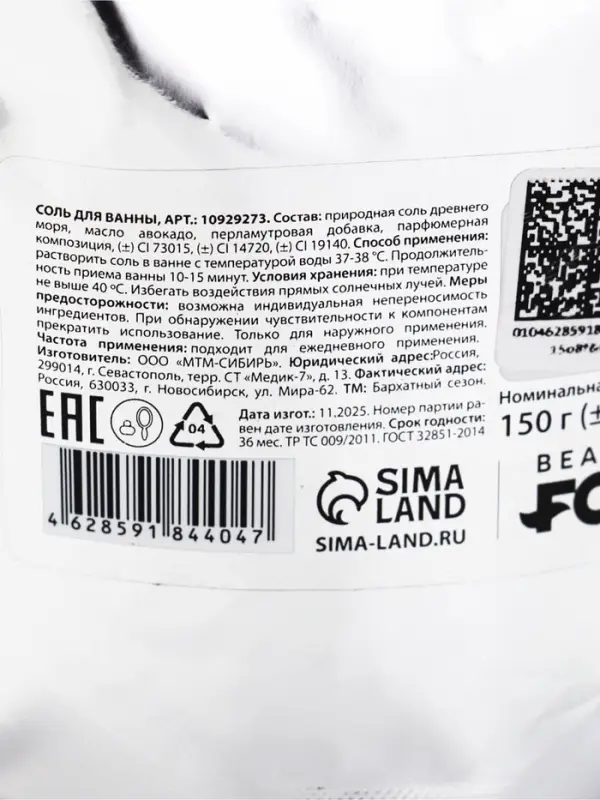 СОЛЬ ДЛЯ ВАННЫ, АРТ.: 10929273. Состав: природная соль древнего
моря, масло авокадо, перламутровая добавка, парфюмерная
композиция, (±) CI 73015, (±) CI 14720, (±) CI 19140. Способ применения:
растворить соль в ванне с температурой воды 37-38 °С. Продолжитель-
ность приема ванны 10-15 минут. Условия хранения: при температуре
не выше 40 °С. Избегать воздействия прямых солнечных лучей. Меры
предосторожности: возможна индивидуальная непереносимость
ингредиентов. При обнаружении чувствительности к компонентам
прекратить использование. Только для наружного применения.
Частота применения: подходит для ежедневного применения.
Изготовитель: ООО «МТМ-СИБИРЬ». Юридический адрес:Россия,
299014, г. Севастополь, терр. СТ «Медик-7», д. 13. Фактический адрес:
Россия, 630033, г. Новосибирск, ул. Мира-62. ТМ: Бархатный сезон.
EAC
04
Дата изгот.: 11.2025. Номер партии ра-
вен дате изготовления. Срок годности:
36 мес. ТР ТС 009/2011. ГОСТ 32851-2014
4 628591 844047
SIMA
LAND
SIMA-LAND.RU
01046285918
Номинальна
150 г (±
BEA
FO